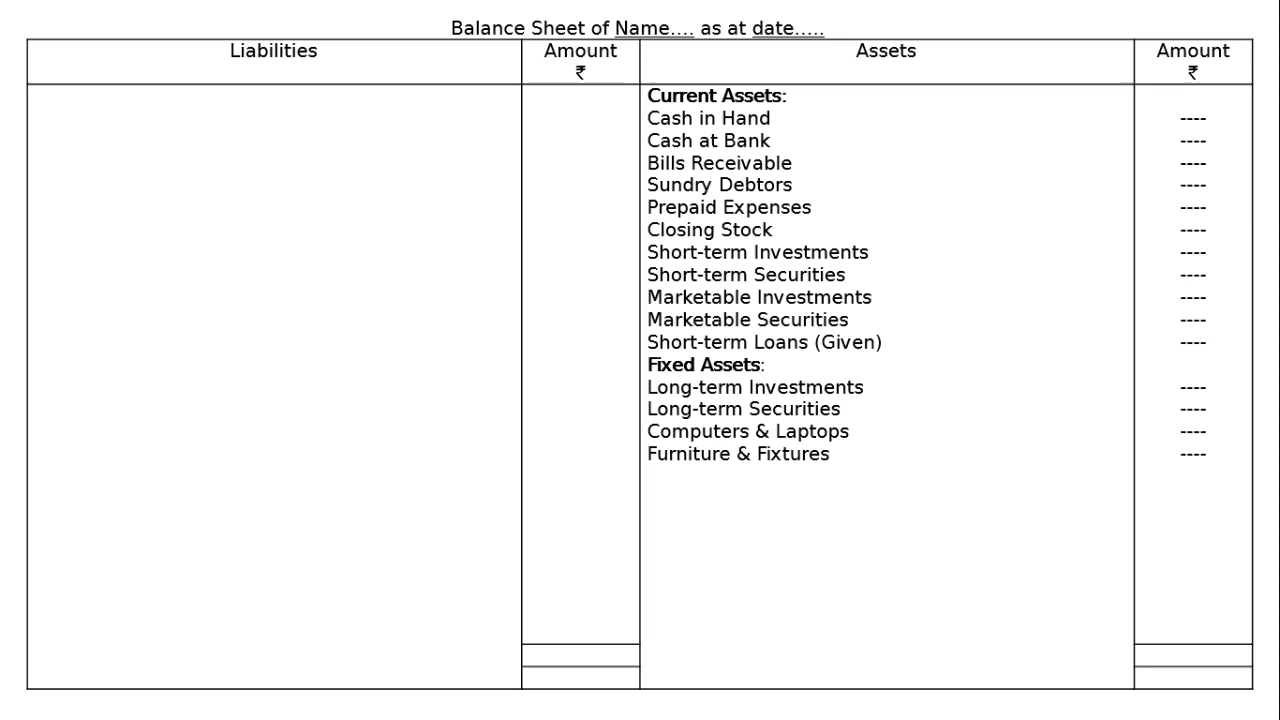 Balance Sheet of Name.... as at date.....
Liabilities Amount ₹ Assets Amount ₹
Current Assets:
Cash in Hand ----
Cash at Bank ----
Bills Receivable ----
Sundry Debtors ----
Prepaid Expenses ----
Closing Stock ----
Short-term Investments ----
Short-term Securities ----
Marketable Investments ----
Marketable Securities ----
Short-term Loans (Given) ----
Fixed Assets:
Long-term Investments ----
Long-term Securities ----
Computers & Laptops ----
Furniture & Fixtures ----